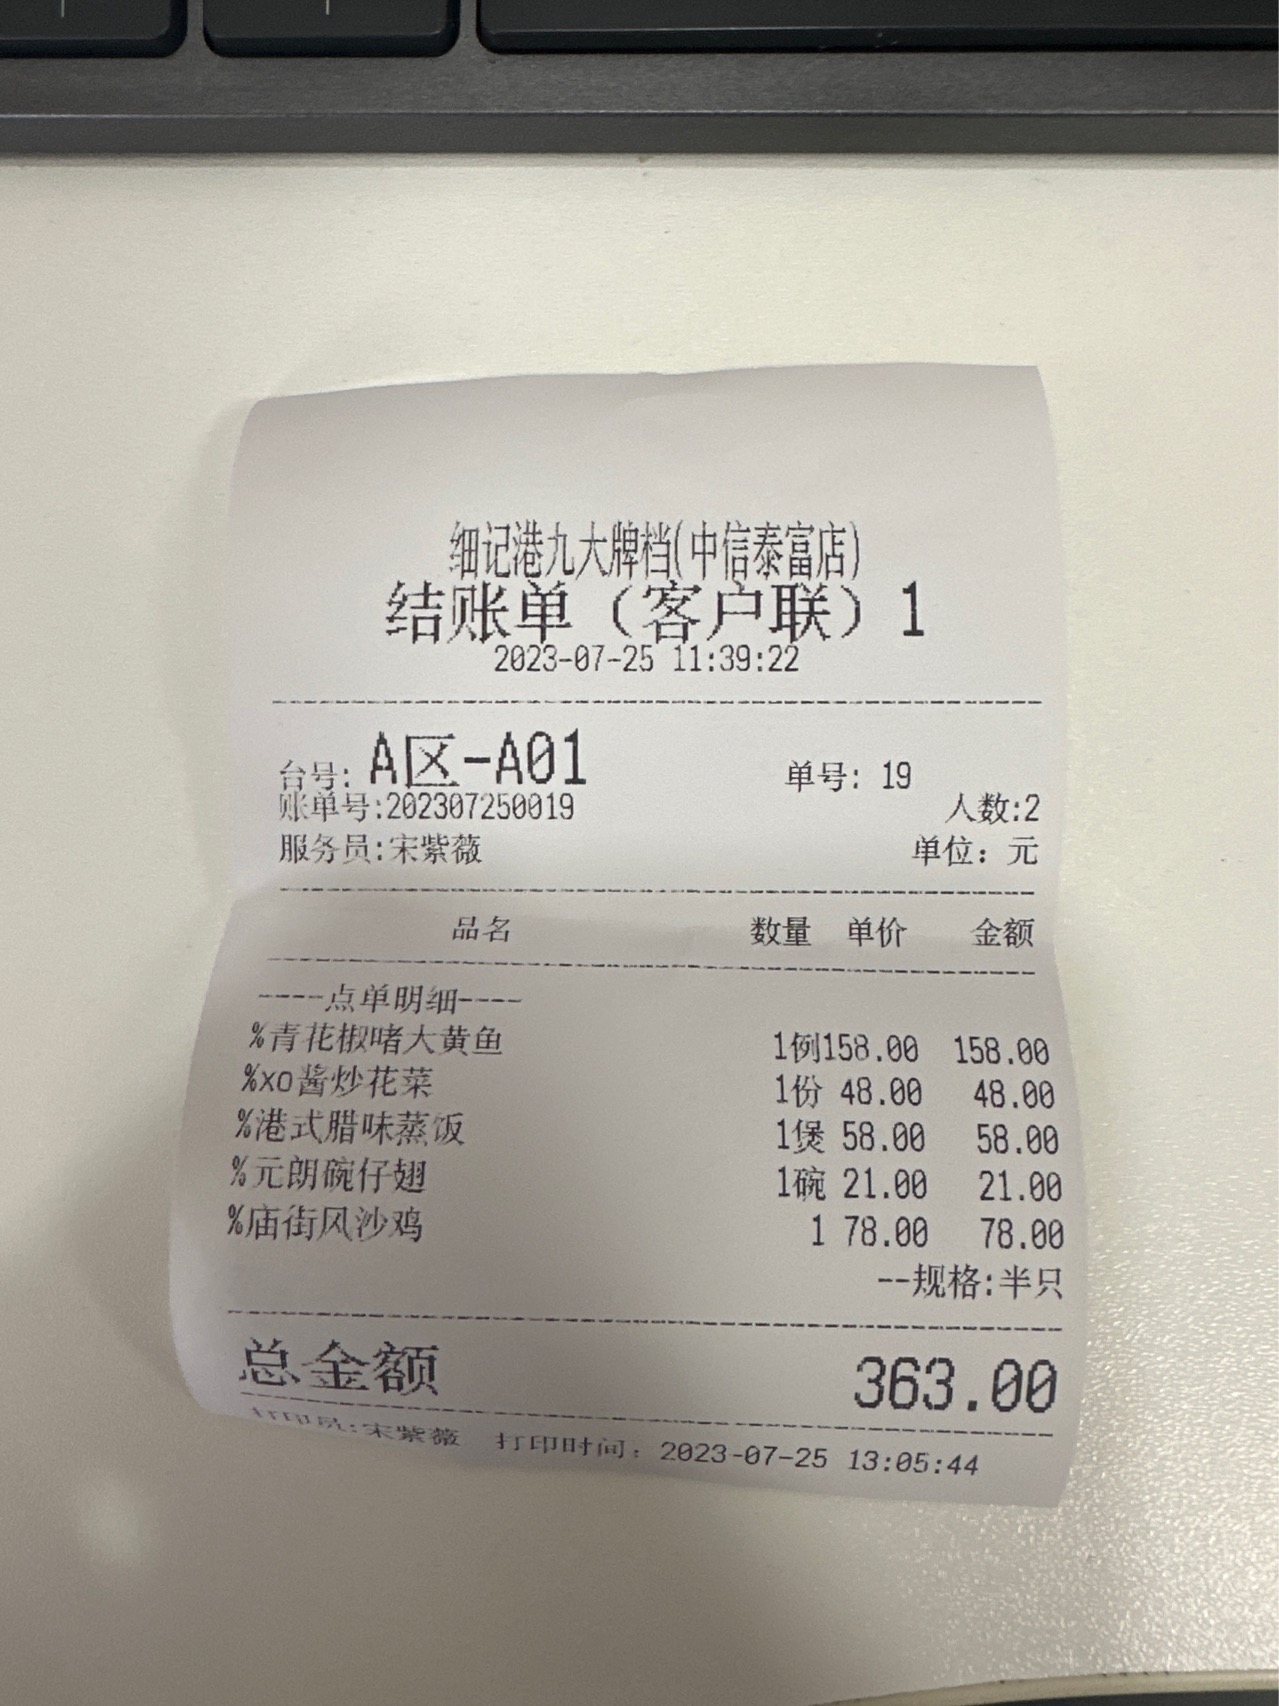 细记港九大牌档(中信泰富店)
结账单（客户联）1
2023-07-25 11:39:22
台号: A区-A01 单号: 19
账单号:202307250019 人数:2
服务员:宋紫薇 单位：元
品名 数量 单价 金额
----点单明细----
%青花椒啫大黄鱼 1例158.00 158.00
%xo酱炒花菜 1份 48.00 48.00
%港式腊味蒸饭 1煲 58.00 58.00
%元朗碗仔翅 1碗 21.00 21.00
%庙街风沙鸡 1 78.00 78.00
--规格:半只
总金额 363.00
打印员:宋紫薇 打印时间：2023-07-25 13:05:44